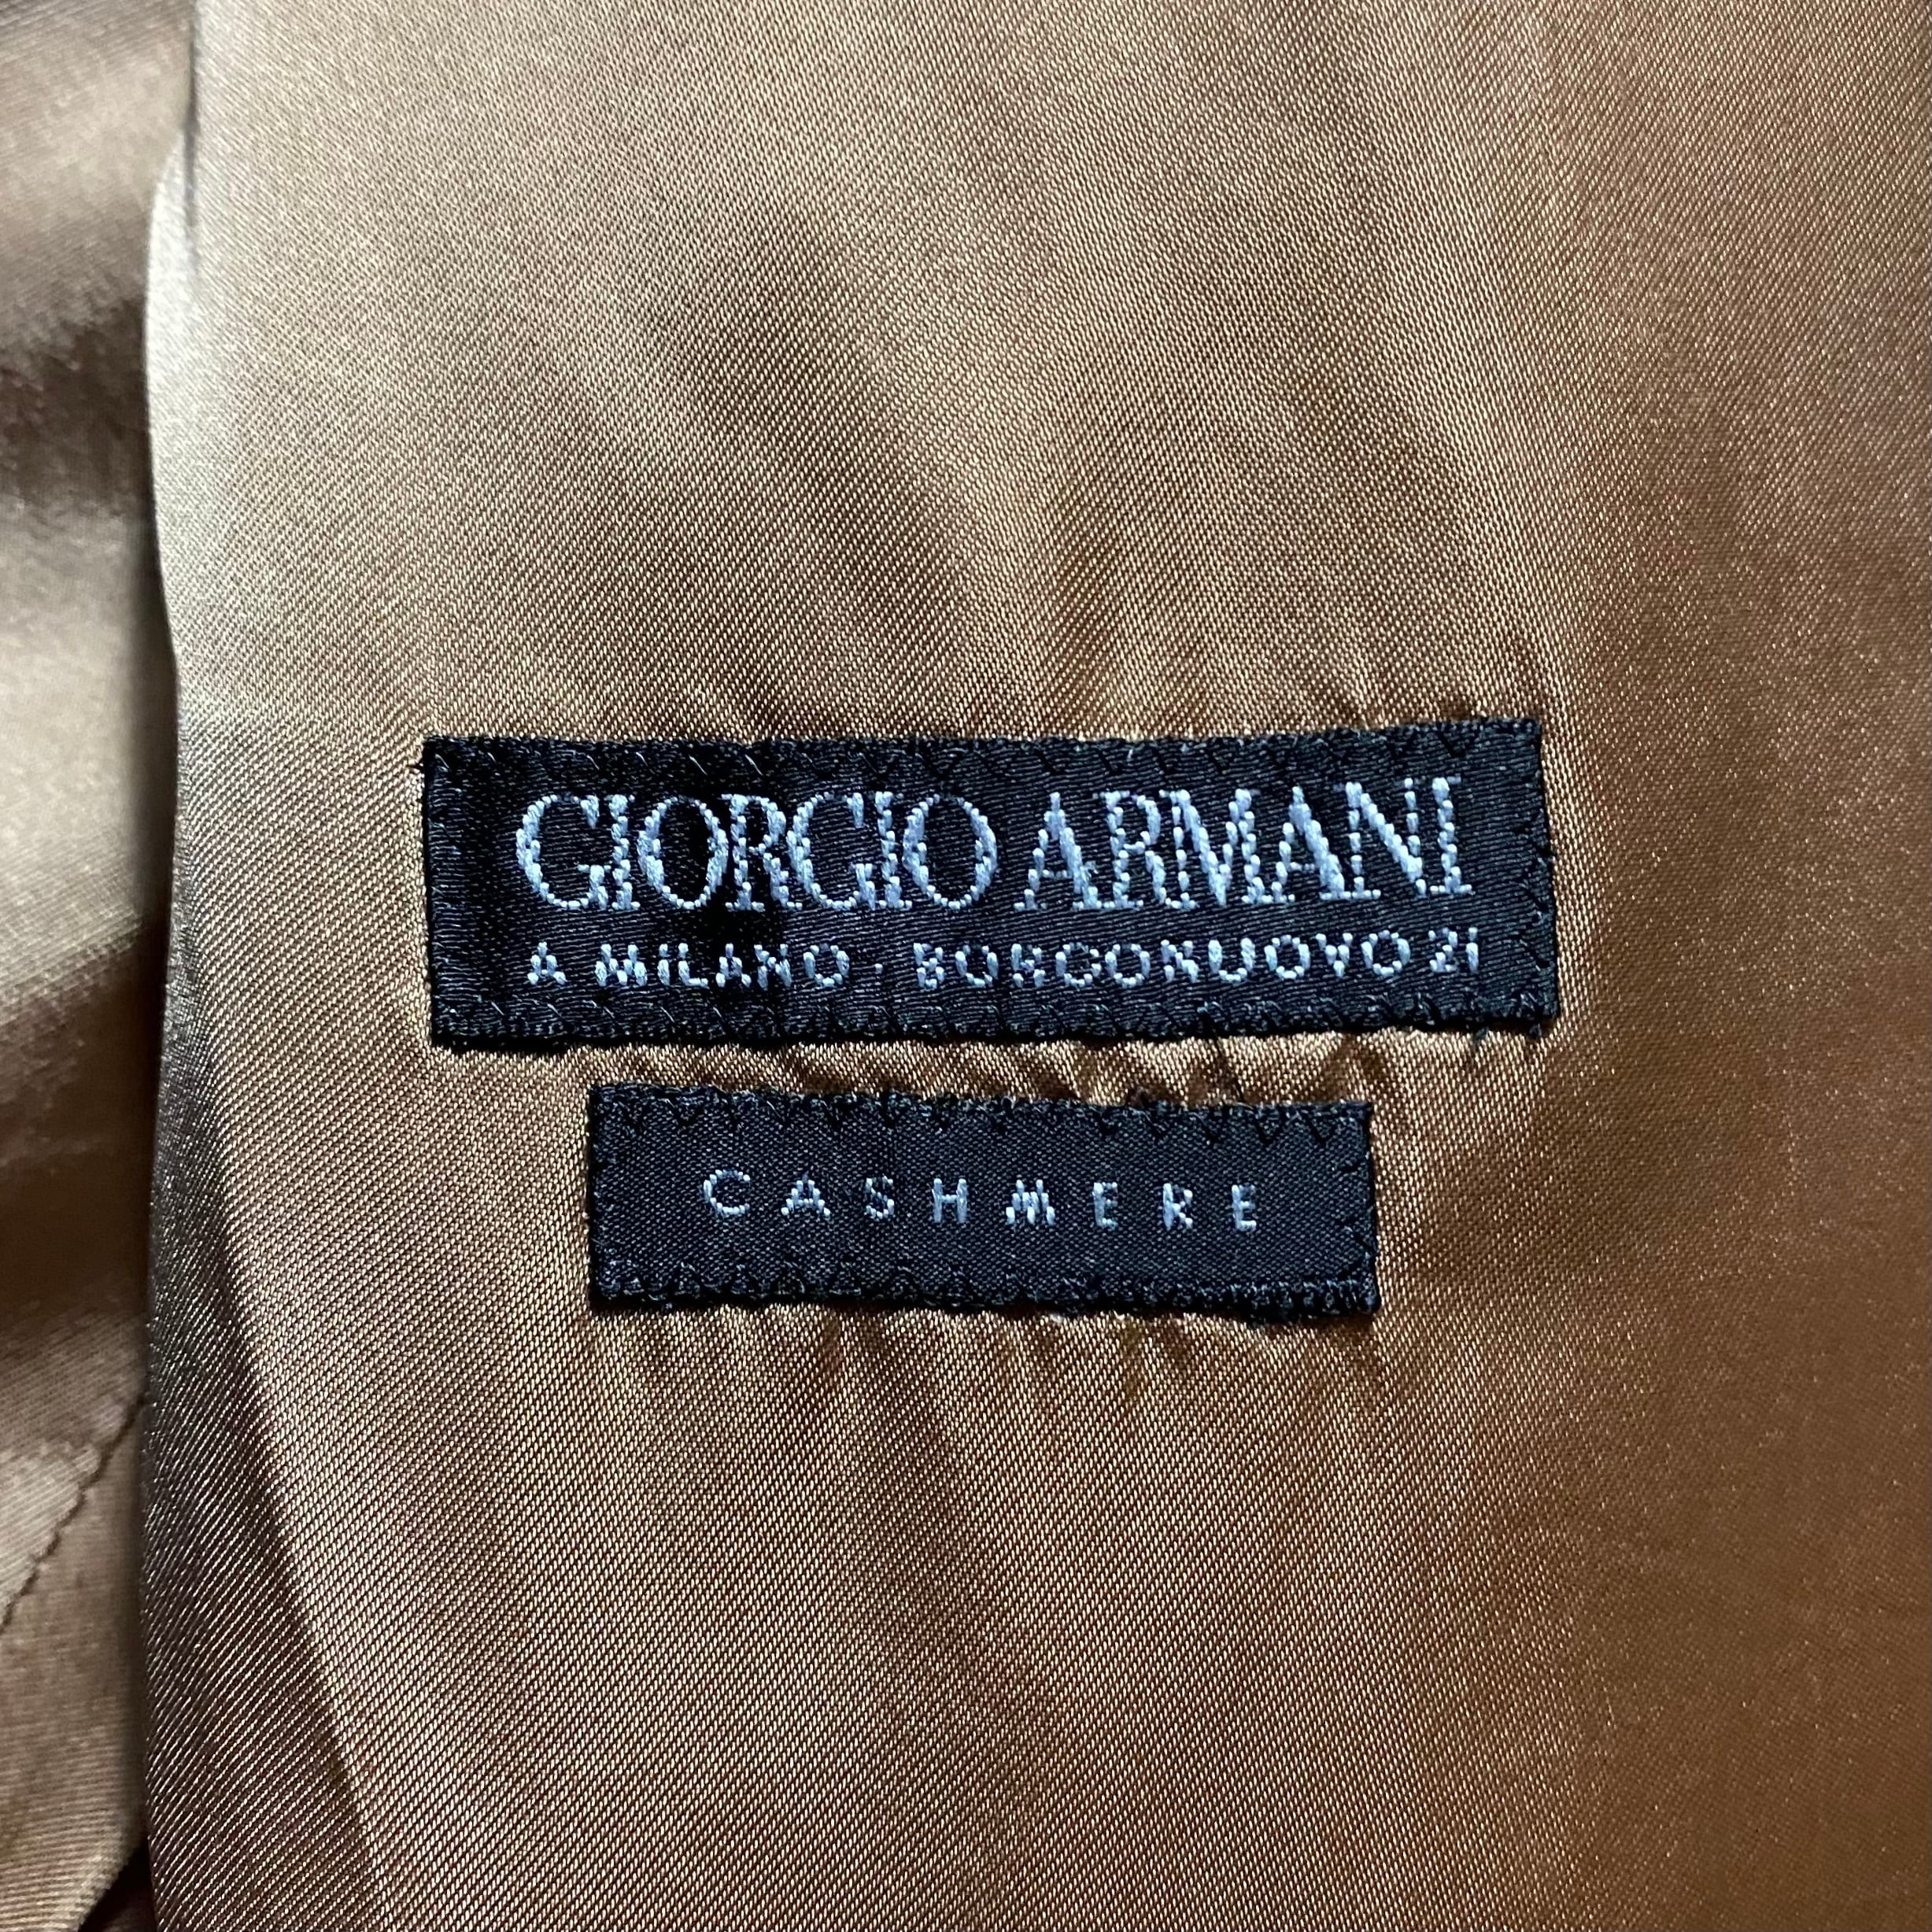 GIORGIO ARMANI
A MILANO · BORGONUOVO 21
CASHMERE